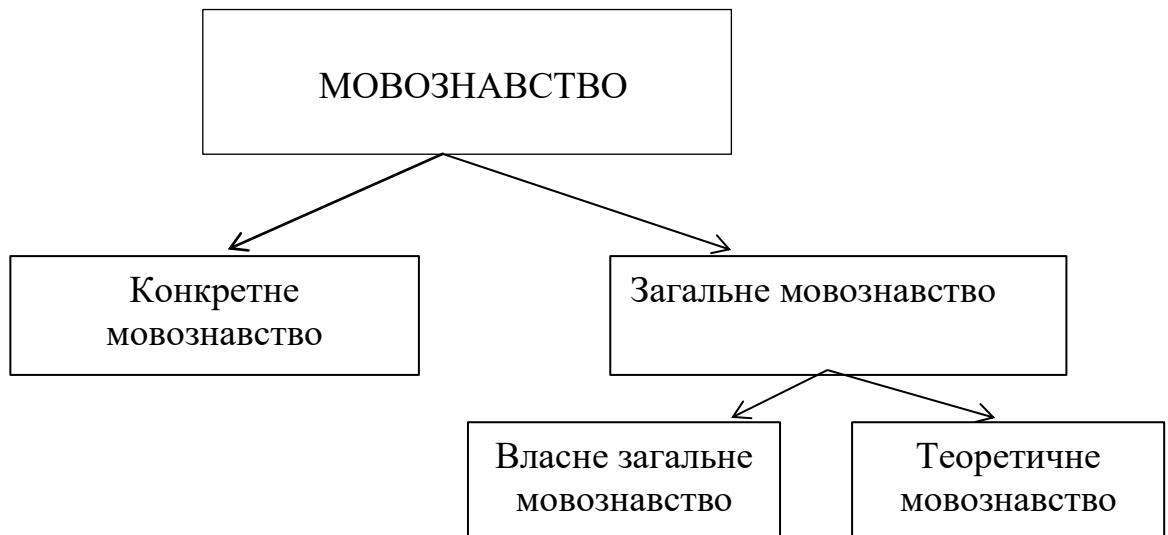 МОВОЗНАВСТВО
Конкретне
мовознавство
Загальне мовознавство
Власне загальне
мовознавство
Теоретичне
мовознавство